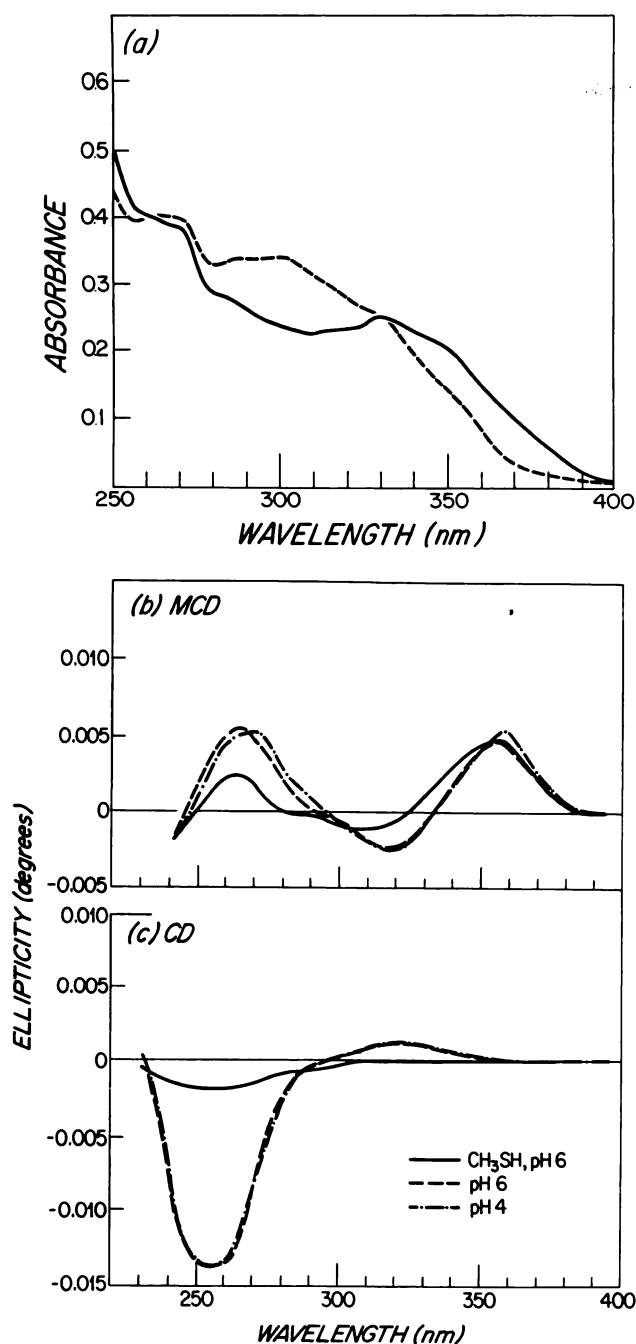 (a)
0.6
0.5
0.4
0.3
0.2
0.1
ABSORBANCE
250
300
350
400
WAVELENGTH (nm)
(b) MCD
0.010
0.005
0
-0.005
ELLIPTICITY (degrees)
(c) CD
0.010
0.005
0
-0.005
-0.010
-0.015
CH3SH, pH 6
pH 6
pH 4
250
300
350
400
WAVELENGTH (nm)